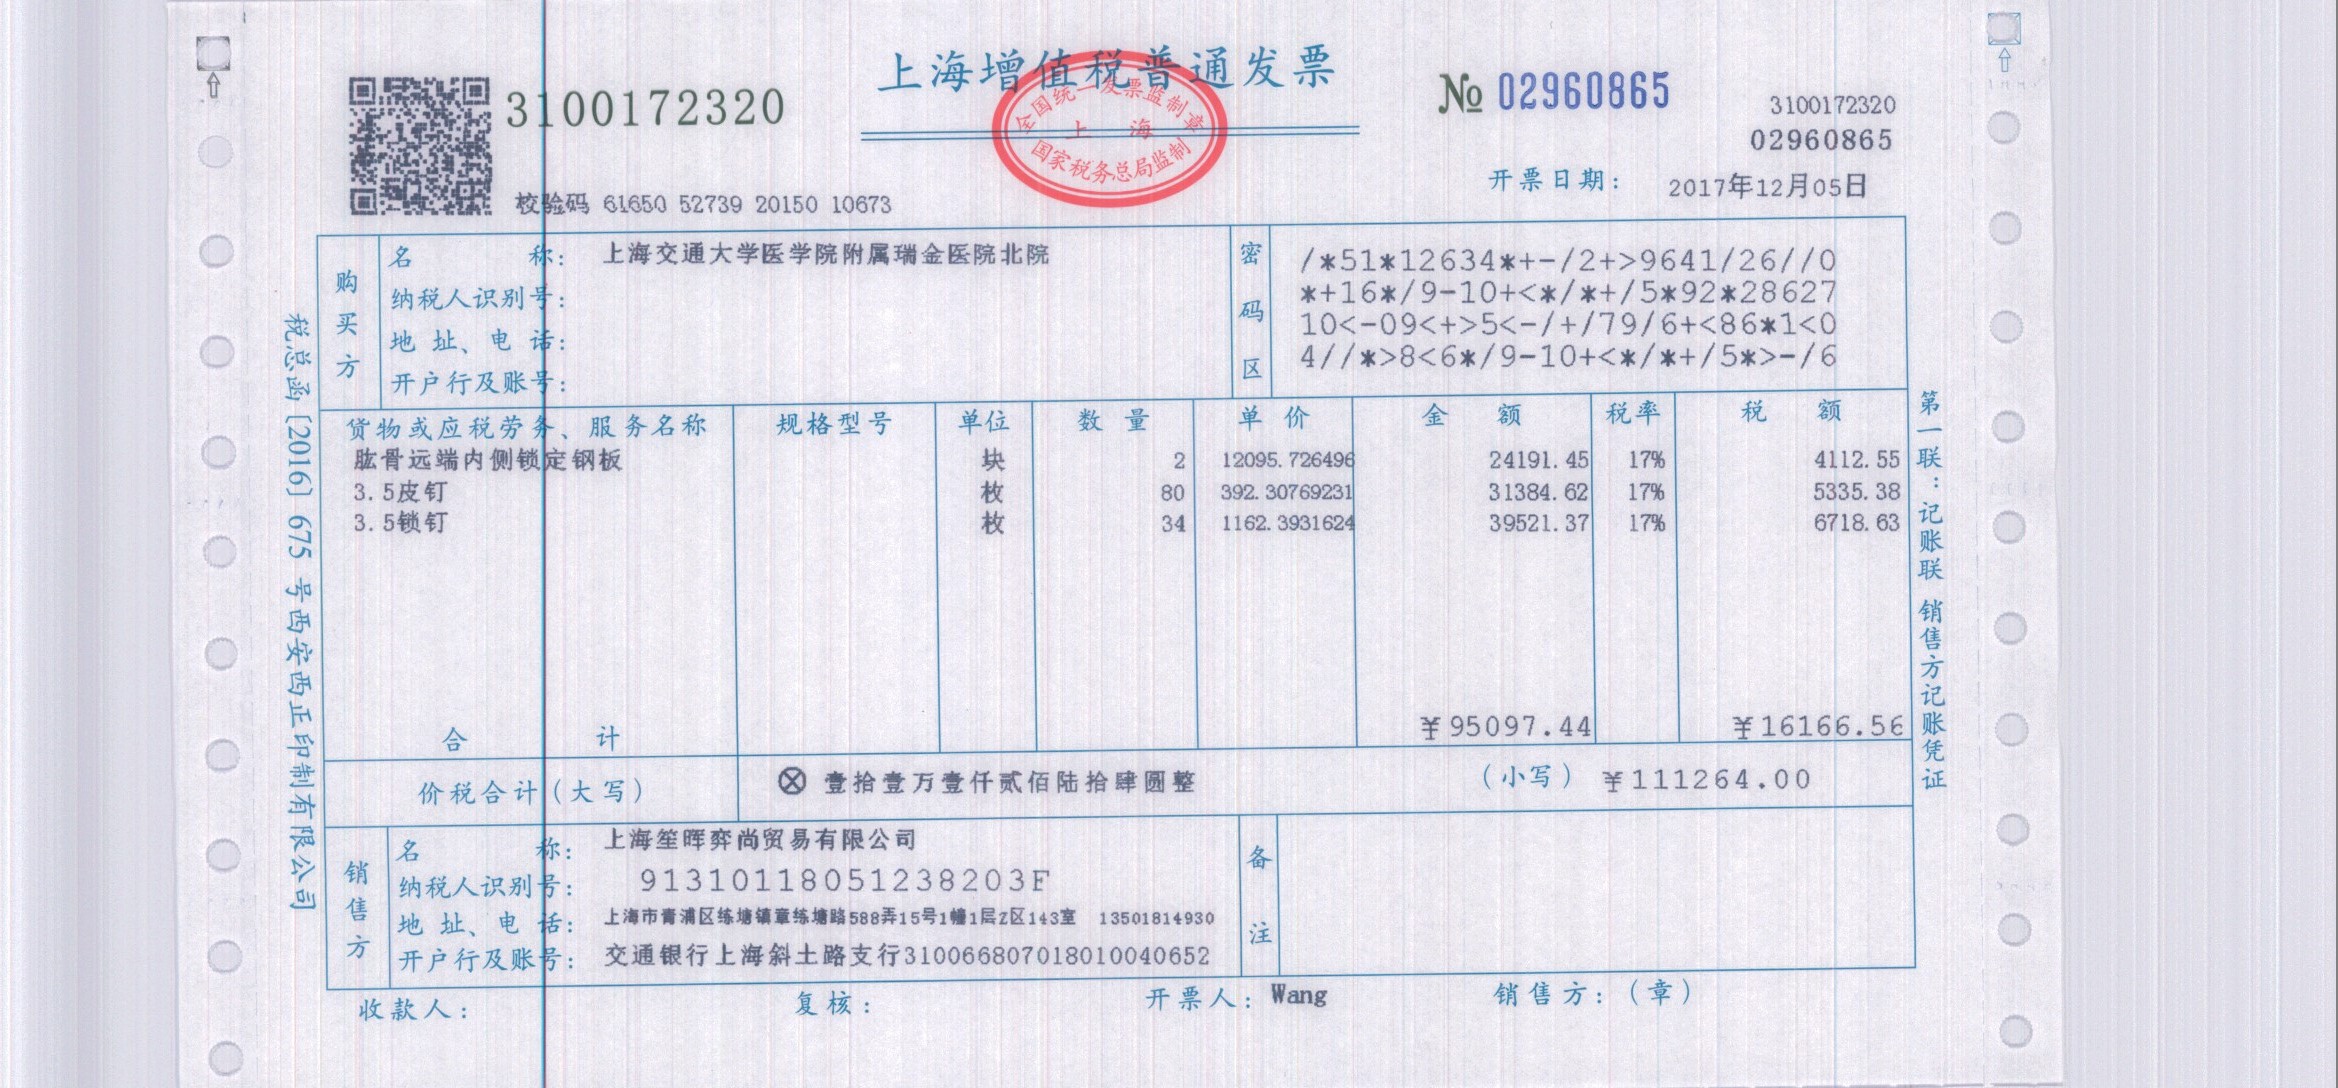 上海增值税普通发票
全国统一发票监制章
上海
国家税务总局监制
3100172320
№ 02960865
3100172320
02960865
校验码 61650 52739 20150 10673
开票日期： 2017年12月05日
购买方
名称： 上海交通大学医学院附属瑞金医院北院
纳税人识别号：
地址、电话：
开户行及账号：
密码区
/*51*12634*+-/2+>9641/26//0
*+16*/9-10+<*/*+/5*92*28627
10<-09<+>5<-/+/79/6+<86*1<0
4//*>8<6*/9-10+<*/*+/5*>-/6
货物或应税劳务、服务名称 规格型号 单位 数量 单价 金额 税率 税额
肱骨远端内侧锁定钢板 块 2 12095.726496 24191.45 17% 4112.55
3.5皮钉 枚 80 392.30769231 31384.62 17% 5335.38
3.5锁钉 枚 34 1162.3931624 39521.37 17% 6718.63
合计 ¥95097.44 ¥16166.56
价税合计（大写） ⊗ 壹拾壹万壹仟贰佰陆拾肆圆整 （小写） ¥111264.00
销售方
名称： 上海笙晖弈尚贸易有限公司
纳税人识别号： 91310118051238203F
地址、电话： 上海市青浦区练塘镇章练塘路588弄15号1幢1层Z区143室 13501814930
开户行及账号： 交通银行上海斜土路支行310066807018010040652
备注
收款人： 复核： 开票人： Wang 销售方：（章）
税总函[2016]675号西安西正印制有限公司
第一联：记账联 销售方记账凭证